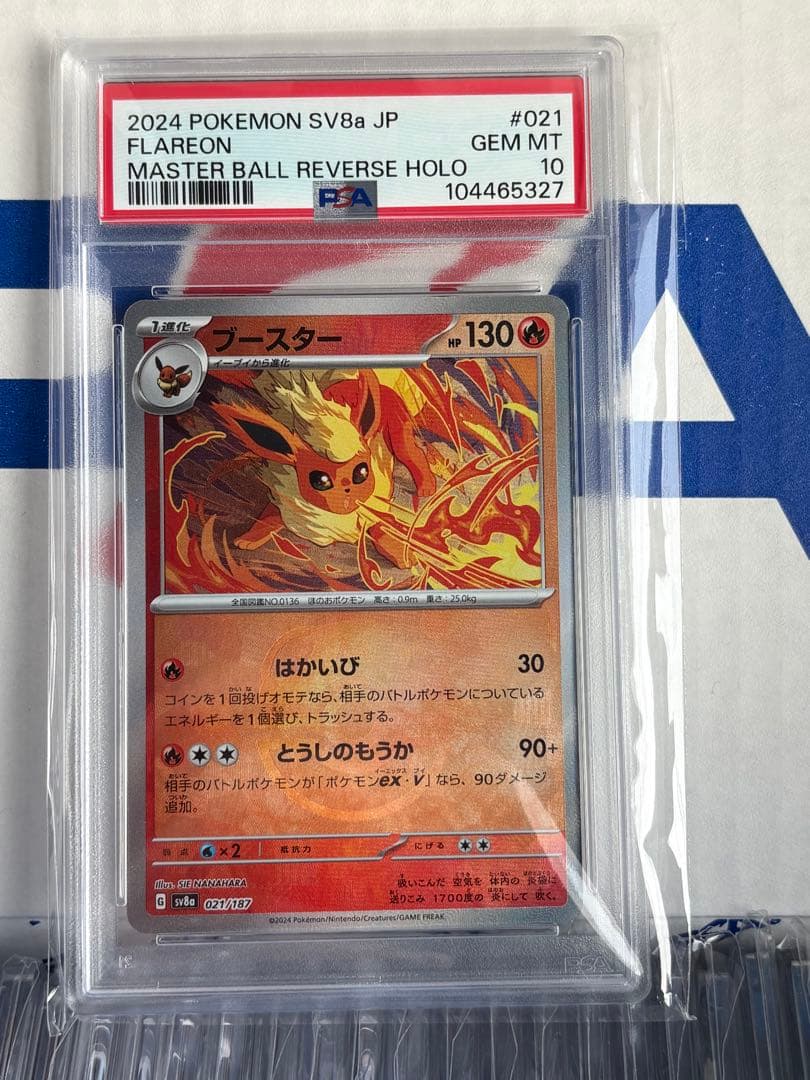 2024 POKEMON SV8a JP #021
FLAREON GEM MT
MASTER BALL REVERSE HOLO 10
PSA 104465327
1進化 ブースター HP 130
イーブイから進化
全国図鑑NO.0136 ほのおポケモン 高さ:0.9m 重さ:25.0kg
はかいび 30
コインを1回投げオモテなら、相手のバトルポケモンについている
エネルギーを1個選び、トラッシュする。
とうしのもうか 90+
相手のバトルポケモンが「ポケモンex・V」なら、90ダメージ
追加。
弱点 ×2 抵抗力 にげる
Illus. SIE NANAHARA
吸いこんだ 空気を 体内の 炎袋に
送りこみ 1700度の 炎にして 吹く。
G sv8a 021/187
©2024 Pokémon/Nintendo/Creatures/GAME FREAK.
PSA